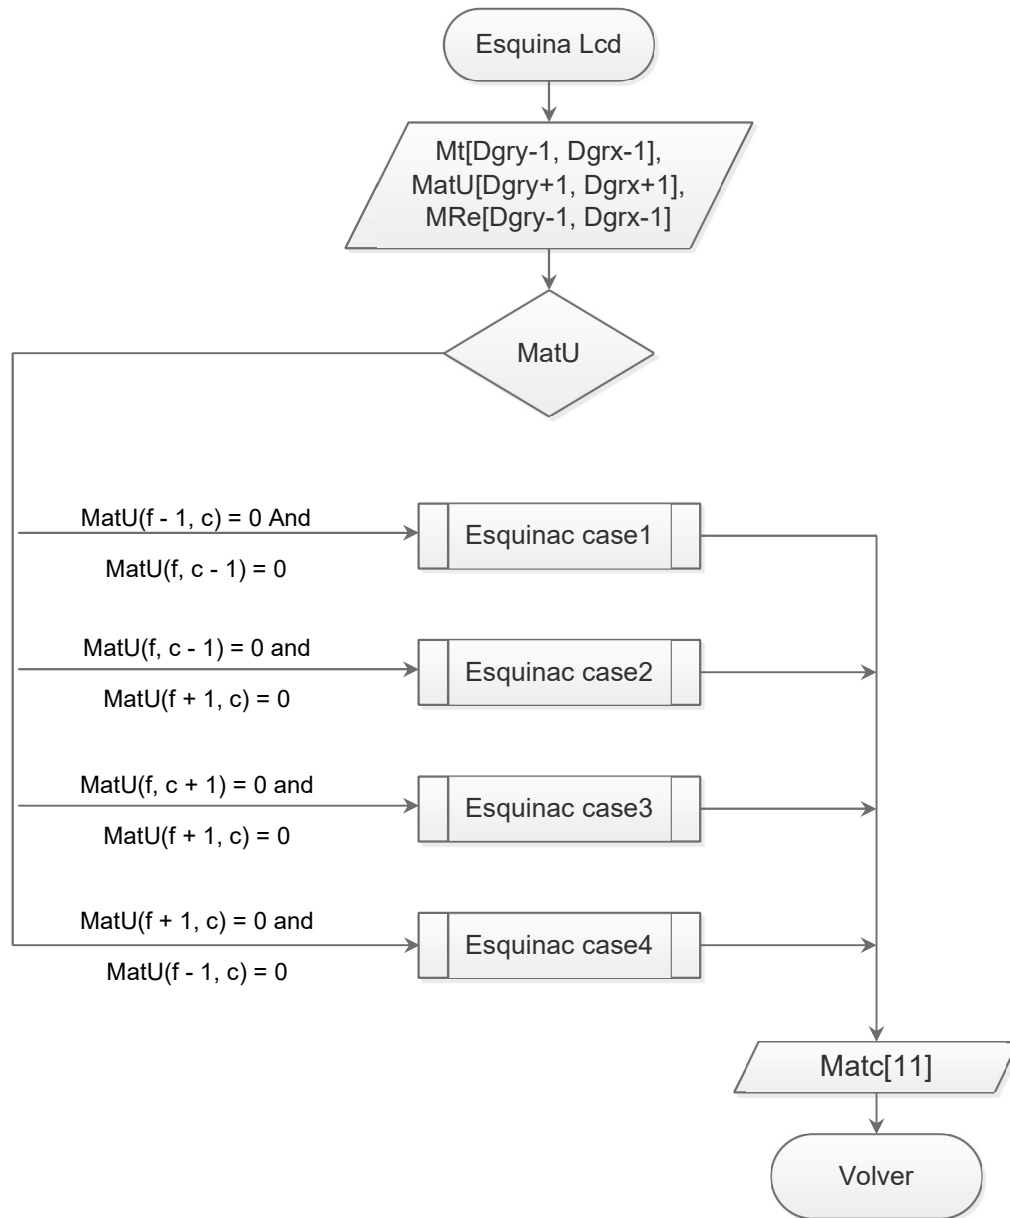 Esquina Lcd
Mt[Dgry-1, Dgrx-1],
MatU[Dgry+1, Dgrx+1],
MRe[Dgry-1, Dgrx-1]
MatU
MatU(f - 1, c) = 0 And
MatU(f, c - 1) = 0
Esquinac case1
MatU(f, c - 1) = 0 and
MatU(f + 1, c) = 0
Esquinac case2
MatU(f, c + 1) = 0 and
MatU(f + 1, c) = 0
Esquinac case3
MatU(f + 1, c) = 0 and
MatU(f - 1, c) = 0
Esquinac case4
Matc[11]
Volver